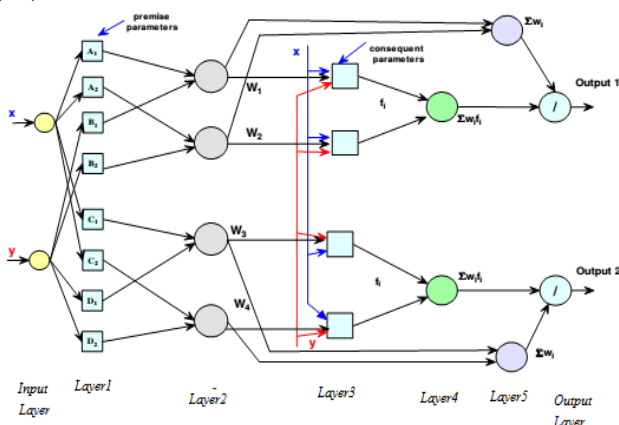 premise
parameters
Σwᵢ
x
consequent
parameters
A₁
A₂
W₁
Output 1
x
B₁
fᵢ
/
Σwᵢfᵢ
W₂
B₂
C₁
W₃
y
C₂
fᵢ
Σwᵢfᵢ
Output 2
/
D₁
W₄
D₂
y
Σwᵢ
Input
Layer
Layer1
-
Layer2
Layer3
Layer4
Layer5
Output
Layer